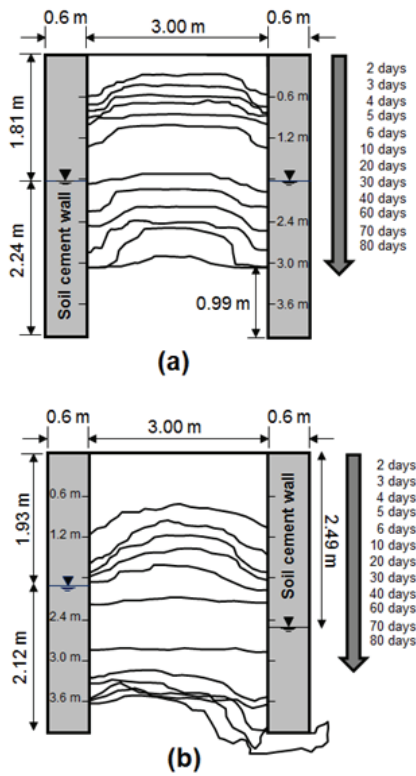 0.6 m 3.00 m 0.6 m
1.81 m
2.24 m
Soil cement wall
0.6 m
1.2 m
2.4 m
3.0 m
3.6 m
0.99 m
2 days
3 days
4 days
5 days
6 days
10 days
20 days
30 days
40 days
60 days
70 days
80 days
(a)
0.6 m 3.00 m 0.6 m
1.93 m
2.12 m
0.6 m
1.2 m
2.4 m
3.0 m
3.6 m
Soil cement wall
2.49 m
2 days
3 days
4 days
5 days
6 days
10 days
20 days
30 days
40 days
60 days
70 days
80 days
(b)